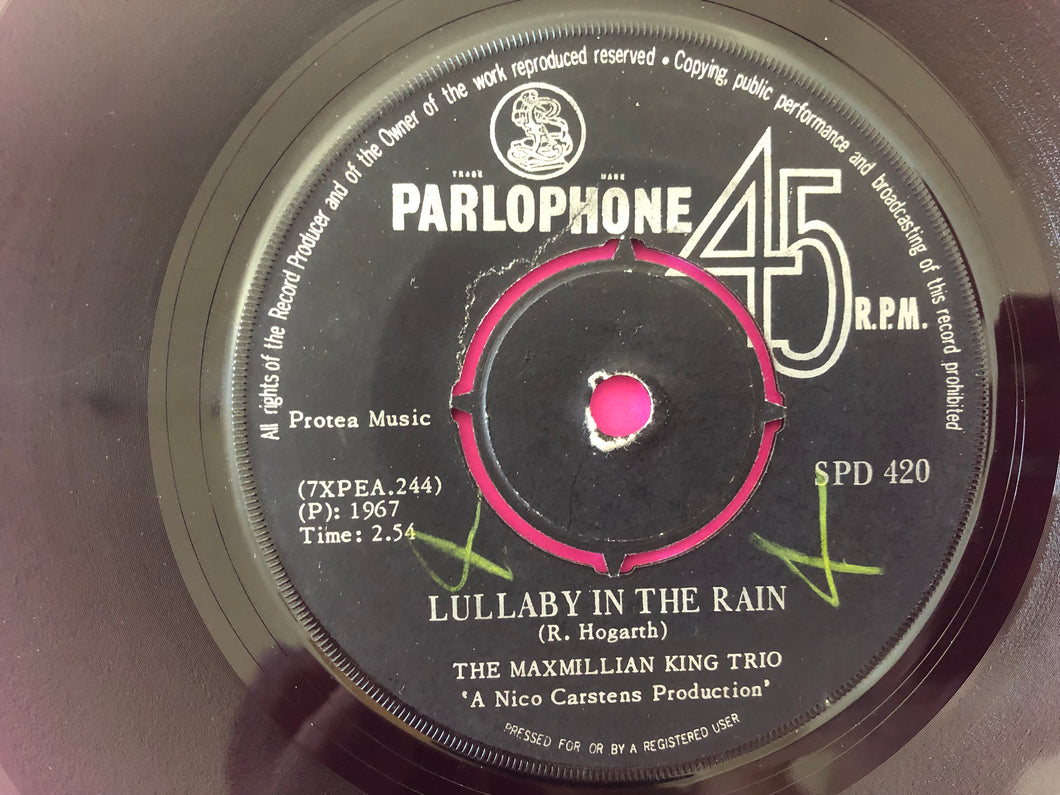 All rights of the Record Producer and of the Owner of the work reproduced reserved • Copying, public performance and broadcasting of this record prohibited
TRADE MARK
PARLOPHONE
45
R.P.M.
Protea Music
(7XPEA.244)
(P): 1967
Time: 2.54
SPD 420
LULLABY IN THE RAIN
(R. Hogarth)
THE MAXMILLIAN KING TRIO
'A Nico Carstens Production'
PRESSED FOR OR BY A REGISTERED USER